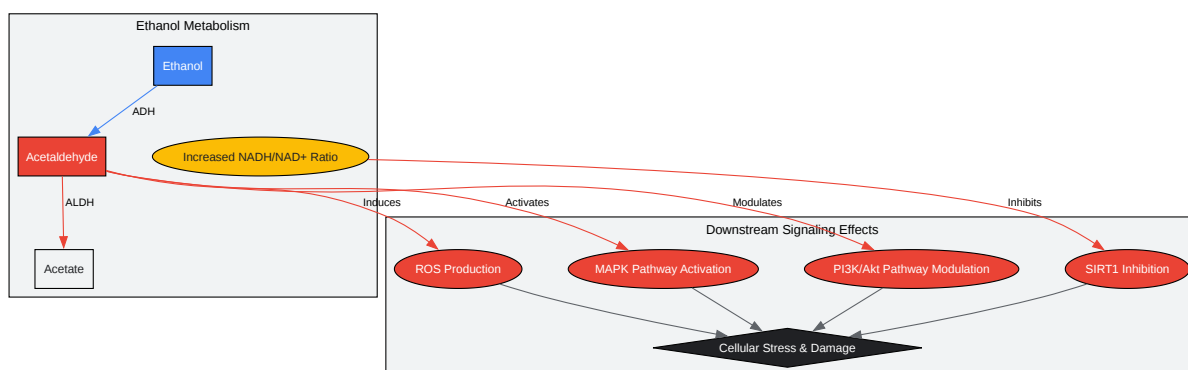 Ethanol Metabolism
Ethanol
ADH
Acetaldehyde
Increased NADH/NAD+ Ratio
ALDH
Induces
Activates
Modulates
Inhibits
Downstream Signaling Effects
Acetate
ROS Production
MAPK Pathway Activation
PI3K/Akt Pathway Modulation
SIRT1 Inhibition
Cellular Stress & Damage